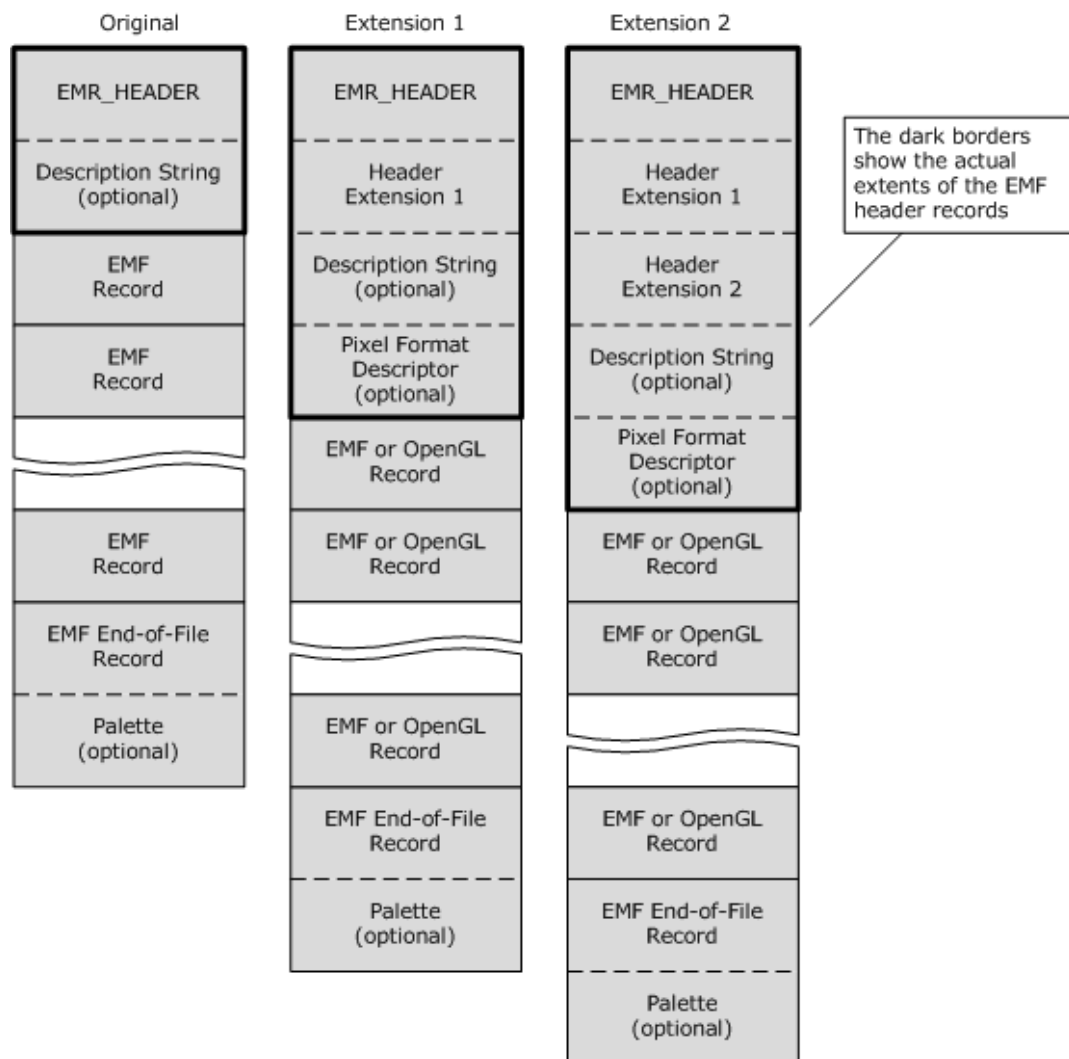 Original
EMR_HEADER
Description String
(optional)
EMF
Record
EMF
Record
EMF
Record
EMF End-of-File
Record
Palette
(optional)
Extension 1
EMR_HEADER
Header
Extension 1
Description String
(optional)
Pixel Format
Descriptor
(optional)
EMF or OpenGL
Record
EMF or OpenGL
Record
EMF or OpenGL
Record
EMF End-of-File
Record
Palette
(optional)
Extension 2
EMR_HEADER
Header
Extension 1
Header
Extension 2
Description String
(optional)
Pixel Format
Descriptor
(optional)
EMF or OpenGL
Record
EMF or OpenGL
Record
EMF or OpenGL
Record
EMF End-of-File
Record
Palette
(optional)
The dark borders
show the actual
extents of the EMF
header records